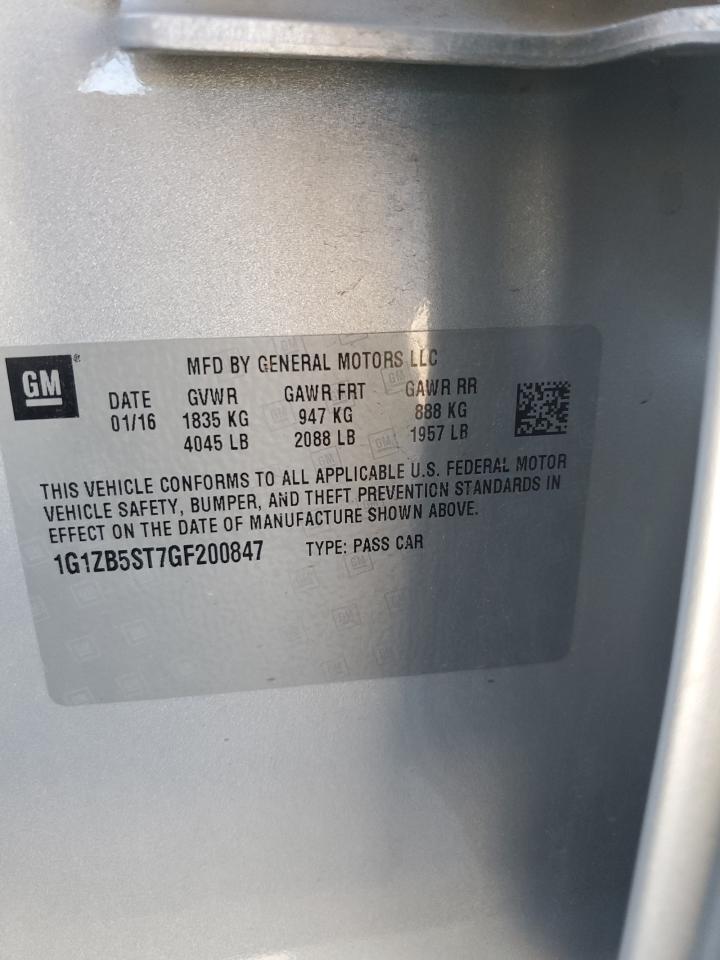 GM
MFD BY GENERAL MOTORS LLC
DATE GVWR GAWR FRT GAWR RR
01/16 1835 KG 947 KG 888 KG
4045 LB 2088 LB 1957 LB
THIS VEHICLE CONFORMS TO ALL APPLICABLE U.S. FEDERAL MOTOR
VEHICLE SAFETY, BUMPER, AND THEFT PREVENTION STANDARDS IN
EFFECT ON THE DATE OF MANUFACTURE SHOWN ABOVE.
1G1ZB5ST7GF200847 TYPE: PASS CAR